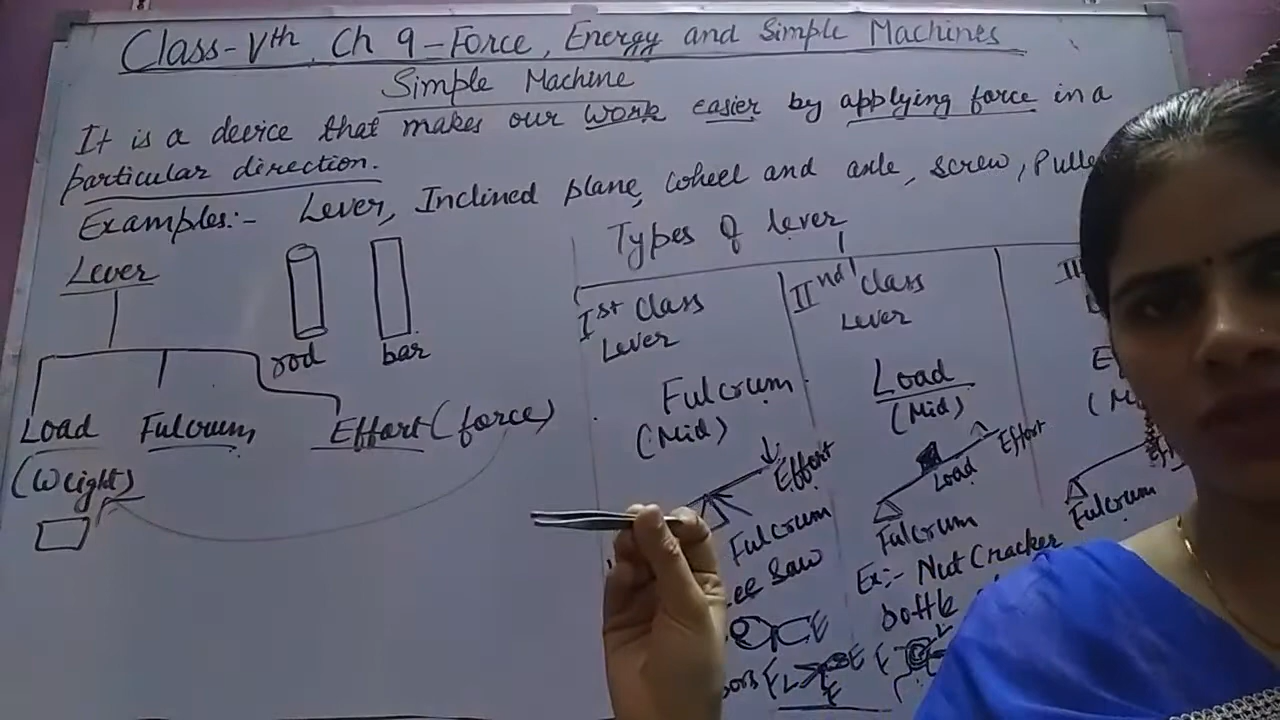 Class-Vth Ch 9-Force, Energy and Simple Machines
Simple Machine
It is a device that makes our work easier by applying force in a
particular direction.
Examples:- Lever, Inclined plane, wheel and axle, screw,
Lever
rod
bar
Load
(Weight)
Fulcrum,
Effort (force)
Types of lever
Ist Class
Lever
Fulcrum
(Mid)
Effort
Fulcrum
Saw
E
E L E
E
IInd Class
Lever
Load
(Mid)
Effort
Load
Fulcrum
Ex:- Nut Cracker
E
Fulcrum